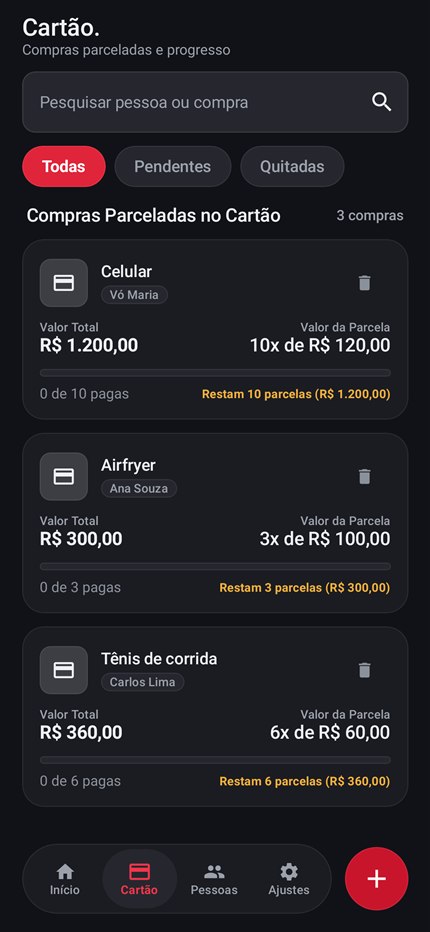 Cartão.
Compras parceladas e progresso
Pesquisar pessoa ou compra
Todas Pendentes Quitadas
Compras Parceladas no Cartão 3 compras
Celular
Vó Maria
Valor Total Valor da Parcela
R$ 1.200,00 10x de R$ 120,00
0 de 10 pagas Restam 10 parcelas (R$ 1.200,00)
Airfryer
Ana Souza
Valor Total Valor da Parcela
R$ 300,00 3x de R$ 100,00
0 de 3 pagas Restam 3 parcelas (R$ 300,00)
Tênis de corrida
Carlos Lima
Valor Total Valor da Parcela
R$ 360,00 6x de R$ 60,00
0 de 6 pagas Restam 6 parcelas (R$ 360,00)
Início Cartão Pessoas Ajustes